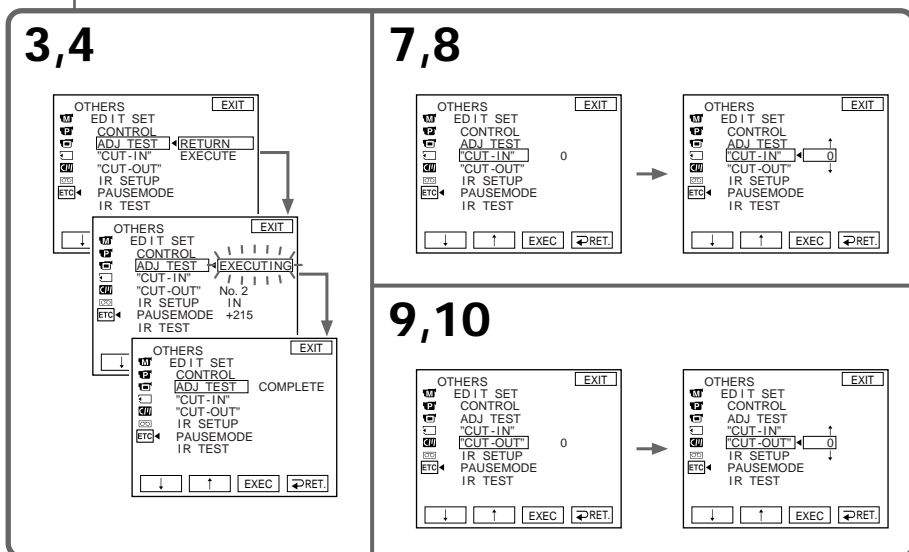 3,4
OTHERS EXIT
EDIT SET
CONTROL
ADJ TEST RETURN
"CUT-IN" EXECUTE
"CUT-OUT"
IR SETUP
ETC PAUSEMODE
IR TEST
↓
OTHERS EXIT
EDIT SET
CONTROL
ADJ TEST EXECUTING
"CUT-IN"
"CUT-OUT" No. 2
IR SETUP IN
ETC PAUSEMODE +215
IR TEST
↓
OTHERS EXIT
EDIT SET
CONTROL
ADJ TEST COMPLETE
"CUT-IN"
"CUT-OUT"
IR SETUP
ETC PAUSEMODE
IR TEST
↓ ↑ EXEC RET.
7,8
OTHERS EXIT
EDIT SET
CONTROL
ADJ TEST
"CUT-IN" 0
"CUT-OUT"
IR SETUP
ETC PAUSEMODE
IR TEST
↓ ↑ EXEC RET.
OTHERS EXIT
EDIT SET
CONTROL
ADJ TEST ↑
"CUT-IN" 0
"CUT-OUT" ↓
IR SETUP
ETC PAUSEMODE
IR TEST
↓ ↑ EXEC RET.
9,10
OTHERS EXIT
EDIT SET
CONTROL
ADJ TEST
"CUT-IN"
"CUT-OUT" 0
IR SETUP
ETC PAUSEMODE
IR TEST
↓ ↑ EXEC RET.
OTHERS EXIT
EDIT SET
CONTROL
ADJ TEST
"CUT-IN" ↑
"CUT-OUT" 0
IR SETUP ↓
ETC PAUSEMODE
IR TEST
↓ ↑ EXEC RET.